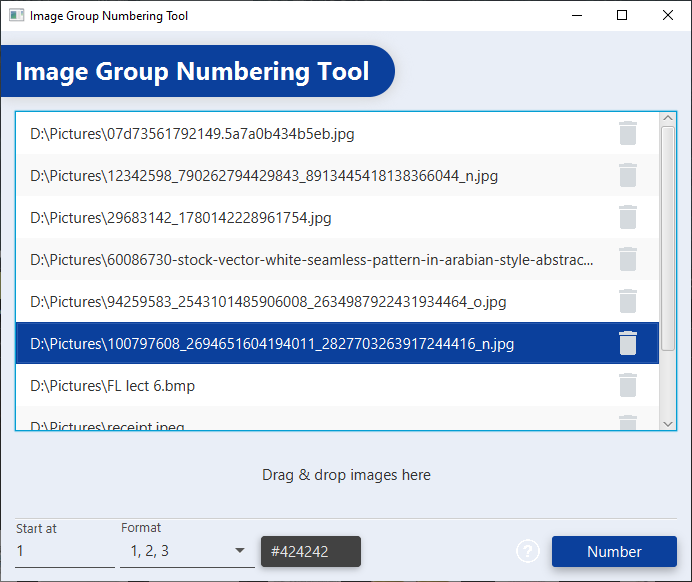 Image Group Numbering Tool
Image Group Numbering Tool
D:\Pictures\07d73561792149.5a7a0b434b5eb.jpg
D:\Pictures\12342598_790262794429843_8913445418138366044_n.jpg
D:\Pictures\29683142_1780142228961754.jpg
D:\Pictures\60086730-stock-vector-white-seamless-pattern-in-arabian-style-abstrac...
D:\Pictures\94259583_2543101485906008_2634987922431934464_o.jpg
D:\Pictures\100797608_2694651604194011_2827703263917244416_n.jpg
D:\Pictures\FL lect 6.bmp
D:\Pictures\receipt.jpeg
Drag & drop images here
Start at
1
Format
1, 2, 3
#424242
?
Number